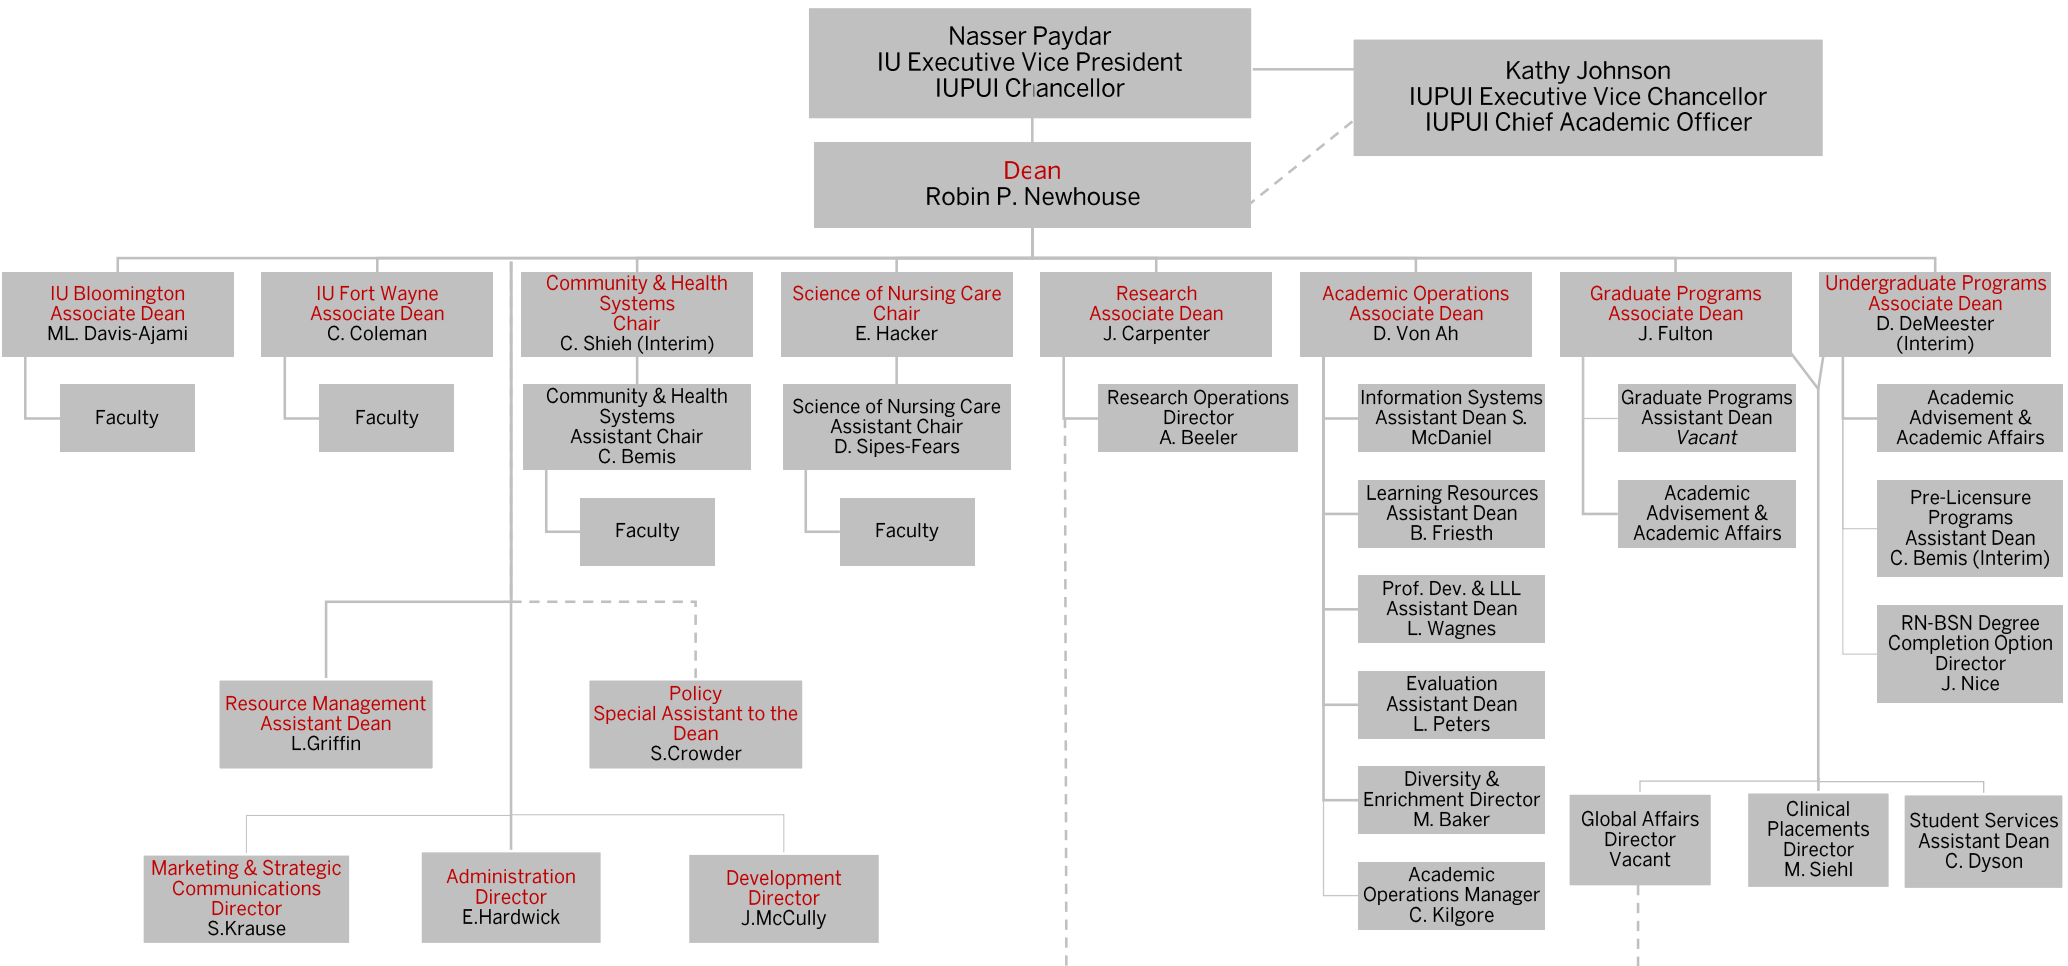 Nasser Paydar
IU Executive Vice President
IUPUI Chancellor
Kathy Johnson
IUPUI Executive Vice Chancellor
IUPUI Chief Academic Officer
Dean
Robin P. Newhouse
IU Bloomington
Associate Dean
ML. Davis-Ajami
IU Fort Wayne
Associate Dean
C. Coleman
Community & Health
Systems
Chair
C. Shieh (Interim)
Science of Nursing Care
Chair
E. Hacker
Research
Associate Dean
J. Carpenter
Academic Operations
Associate Dean
D. Von Ah
Graduate Programs
Associate Dean
J. Fulton
Undergraduate Programs
Associate Dean
D. DeMeester
(Interim)
Faculty
Faculty
Community & Health
Systems
Assistant Chair
C. Bemis
Science of Nursing Care
Assistant Chair
D. Sipes-Fears
Research Operations
Director
A. Beeler
Information Systems
Assistant Dean S.
McDaniel
Graduate Programs
Assistant Dean
Vacant
Academic
Advisement &
Academic Affairs
Faculty
Faculty
Learning Resources
Assistant Dean
B. Friesth
Academic
Advisement &
Academic Affairs
Pre-Licensure
Programs
Assistant Dean
C. Bemis (Interim)
Prof. Dev. & LLL
Assistant Dean
L. Wagnes
RN-BSN Degree
Completion Option
Director
J. Nice
Resource Management
Assistant Dean
L.Griffin
Policy
Special Assistant to the
Dean
S.Crowder
Evaluation
Assistant Dean
L. Peters
Diversity &
Enrichment Director
M. Baker
Global Affairs
Director
Vacant
Clinical
Placements
Director
M. Siehl
Student Services
Assistant Dean
C. Dyson
Marketing & Strategic
Communications
Director
S.Krause
Administration
Director
E.Hardwick
Development
Director
J.McCully
Academic
Operations Manager
C. Kilgore